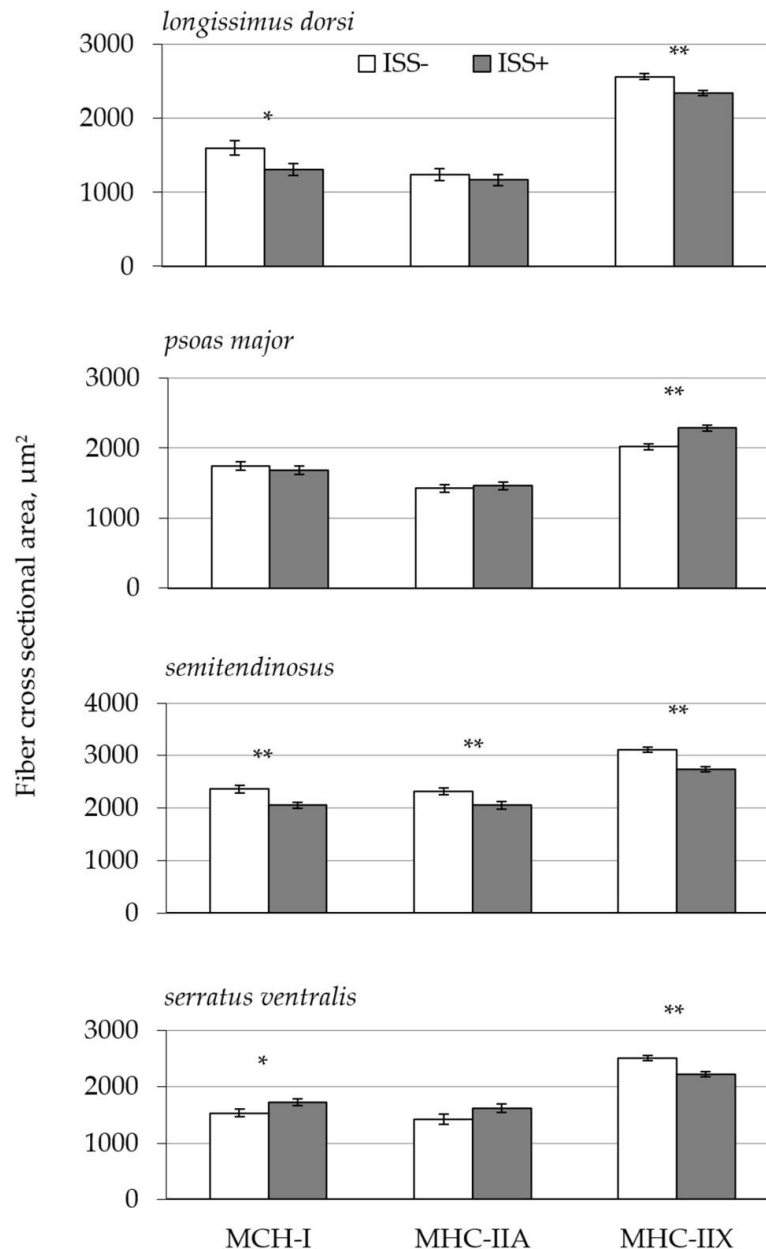 longissimus dorsi
3000
ISS-
ISS+
**
2000
*
1000
0
psoas major
3000
**
2000
1000
0
Fiber cross sectional area, µm²
semitendinosus
4000
**
3000
**
**
2000
1000
0
serratus ventralis
3000
**
2000
*
1000
0
MCH-I
MHC-IIA
MHC-IIX